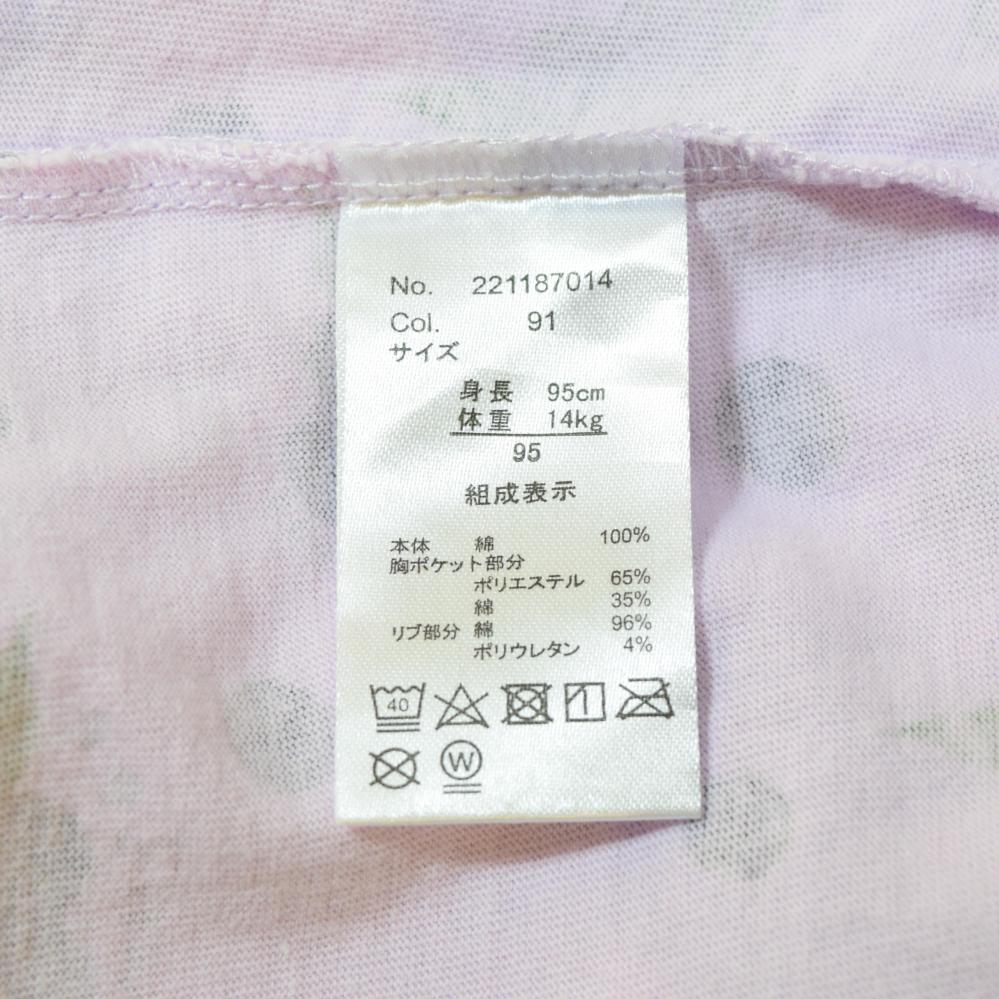 No. 221187014
Col. 91
サイズ
身長 95cm
体重 14kg
95
組成表示
本体 綿 100%
胸ポケット部分
ポリエステル 65%
綿 35%
リブ部分 綿 96%
ポリウレタン 4%
40
W